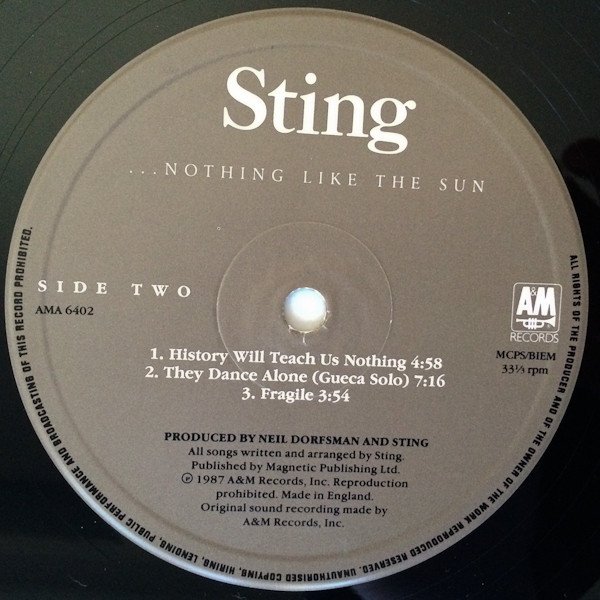 Sting
...NOTHING LIKE THE SUN
SIDE TWO
AMA 6402
A&M
RECORDS
MCPS/BIEM
33⅓ rpm
1. History Will Teach Us Nothing 4:58
2. They Dance Alone (Gueca Solo) 7:16
3. Fragile 3:54
PRODUCED BY NEIL DORFSMAN AND STING
All songs written and arranged by Sting.
Published by Magnetic Publishing Ltd.
℗ 1987 A&M Records, Inc. Reproduction
prohibited. Made in England.
Original sound recording made by
A&M Records, Inc.
ALL RIGHTS OF THE PRODUCER AND OF THE OWNER OF THE WORK REPRODUCED RESERVED. UNAUTHORISED COPYING, HIRING, LENDING, PUBLIC PERFORMANCE AND BROADCASTING OF THIS RECORD PROHIBITED.